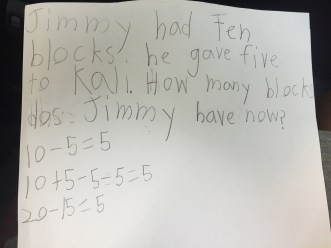 Jimmy had Ten
blocks. he gave five
to Kali. How many blocks
dos. Jimmy have now?
10-5=5
10+5-5-5=5
20-15=5